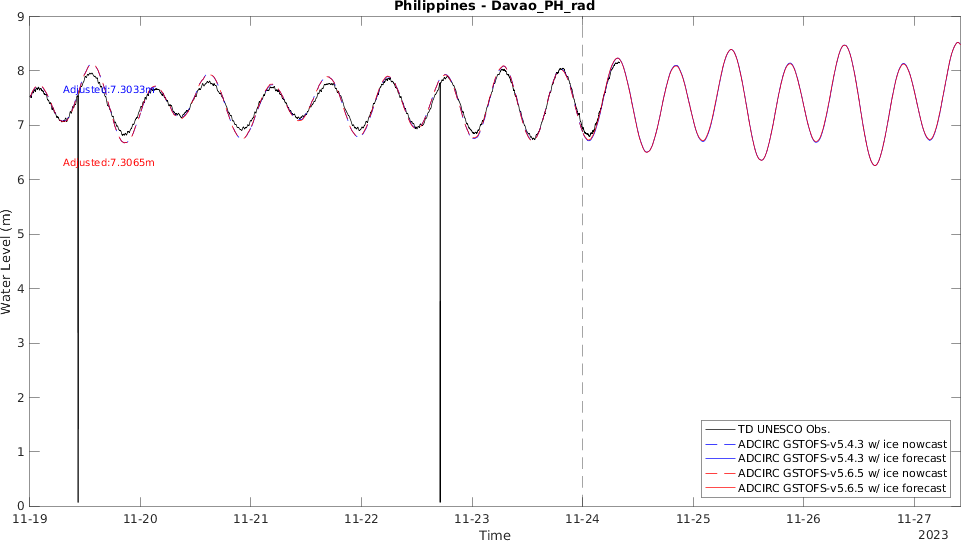 Philippines - Davao_PH_rad
9
8
7
6
5
4
3
2
1
0
Water Level (m)
Adjusted:7.3033m
Adjusted:7.3065m
TD UNESCO Obs.
ADCIRC GSTOFS-v5.4.3 w/ ice nowcast
ADCIRC GSTOFS-v5.4.3 w/ ice forecast
ADCIRC GSTOFS-v5.6.5 w/ ice nowcast
ADCIRC GSTOFS-v5.6.5 w/ ice forecast
11-19 11-20 11-21 11-22 11-23 11-24 11-25 11-26 11-27
Time
2023